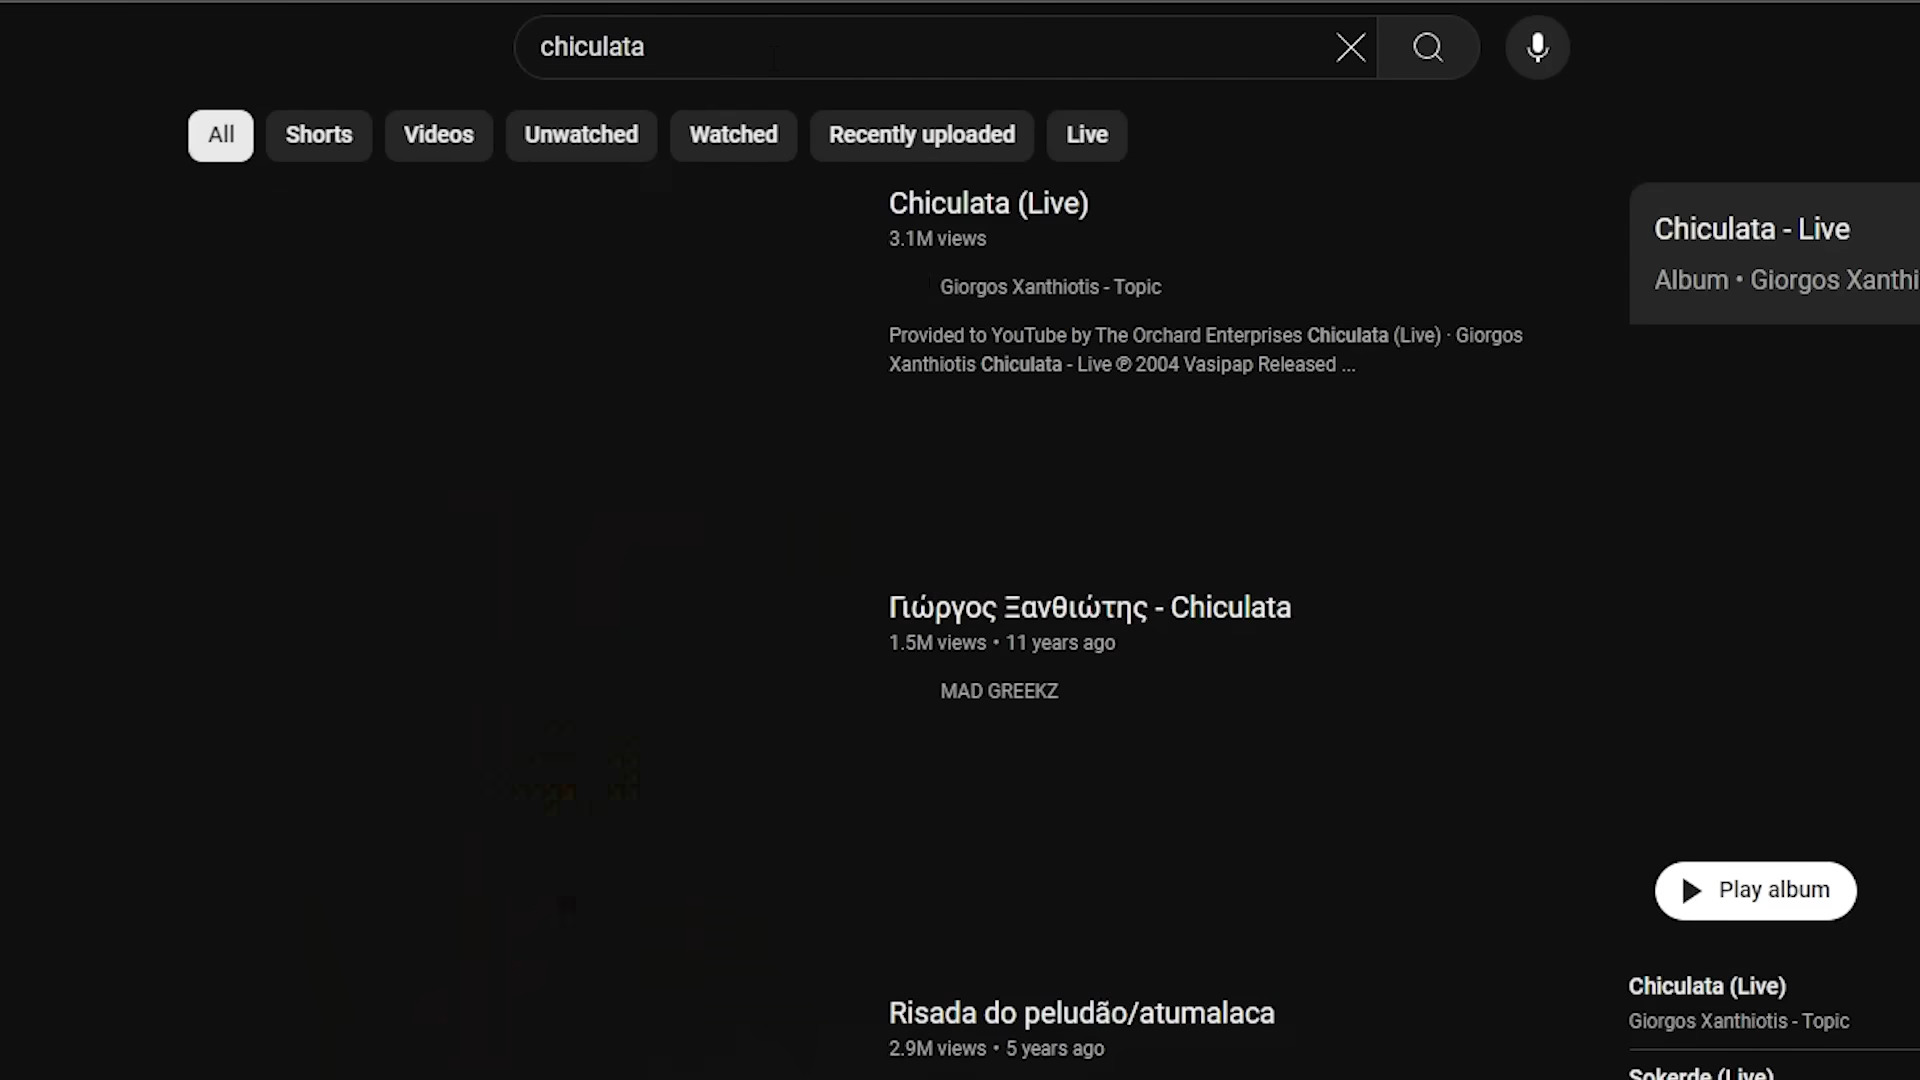 chiculata
All
Shorts
Videos
Unwatched
Watched
Recently uploaded
Live
Chiculata (Live)
3.1M views
Giorgos Xanthiotis - Topic
Provided to YouTube by The Orchard Enterprises Chiculata (Live) · Giorgos
Xanthiotis Chiculata - Live ℗ 2004 Vasipap Released ...
Γιώργος Ξανθιώτης - Chiculata
1.5M views • 11 years ago
MAD GREEKZ
Risada do peludão/atumalaca
2.9M views • 5 years ago
Chiculata - Live
Album • Giorgos Xanthi
Play album
Chiculata (Live)
Giorgos Xanthiotis - Topic
Sokerde (Live)